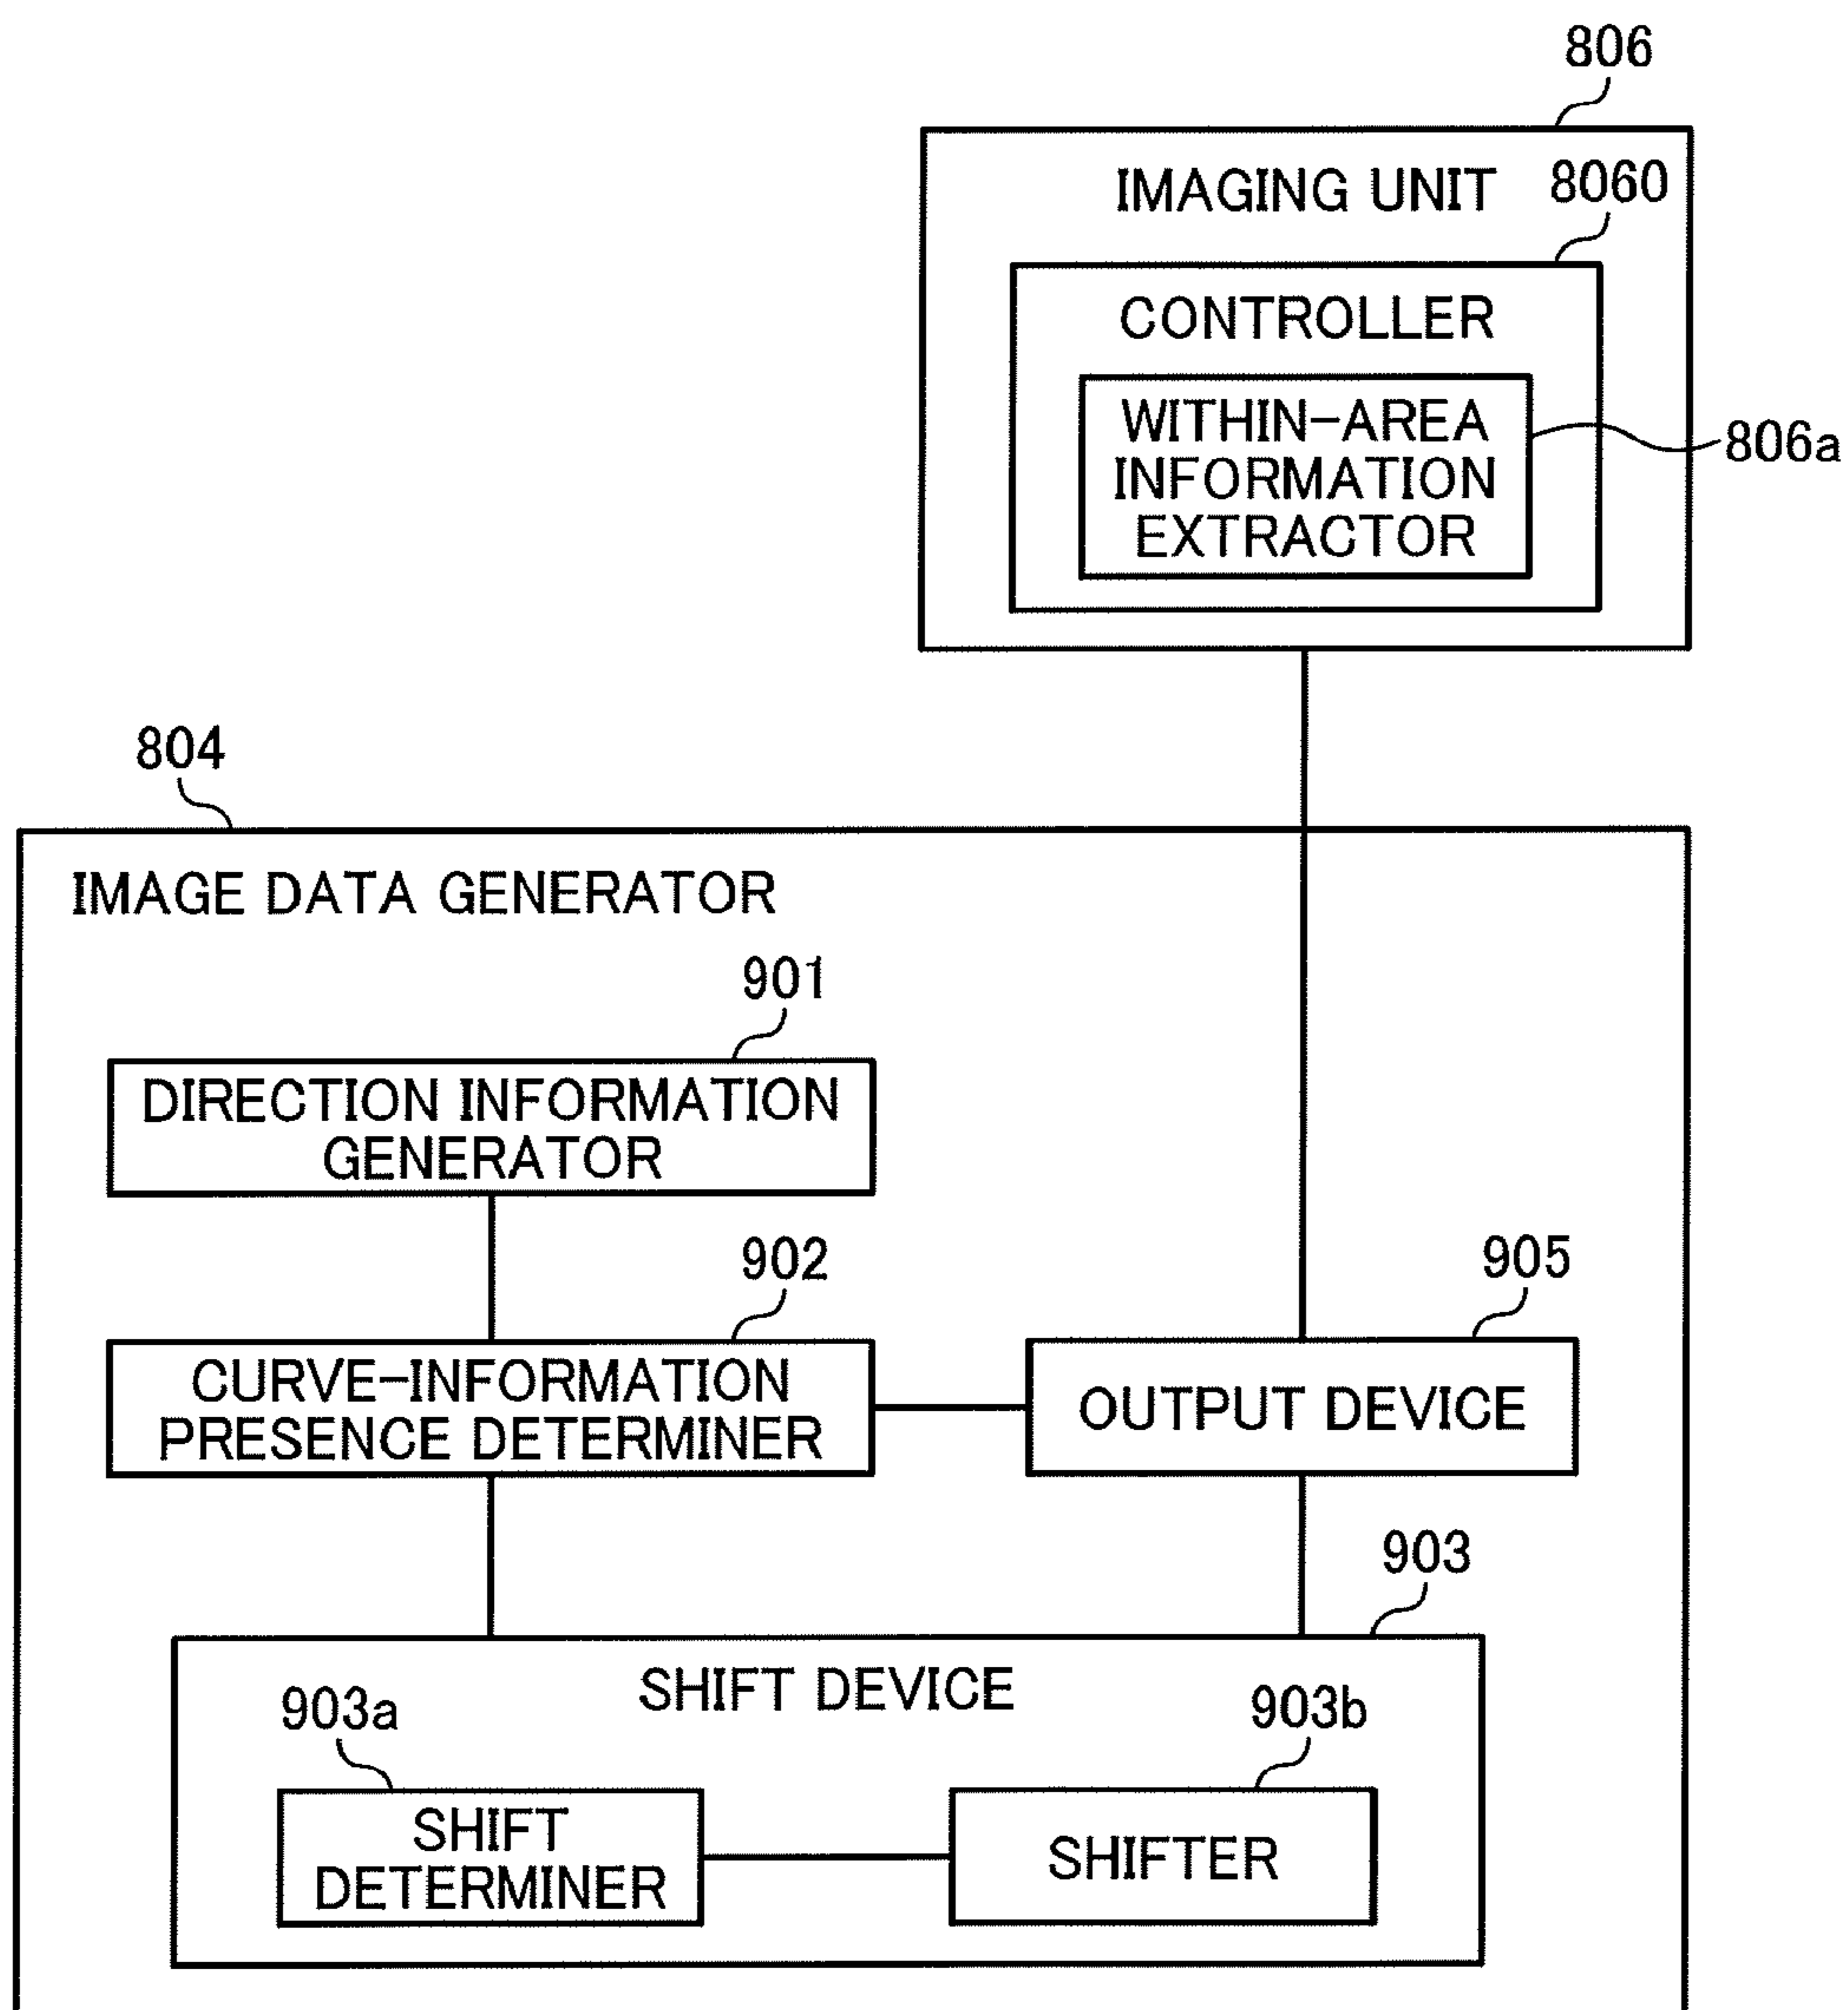 806
IMAGING UNIT
8060
CONTROLLER
WITHIN-AREA
INFORMATION
EXTRACTOR
806a
804
IMAGE DATA GENERATOR
901
DIRECTION INFORMATION
GENERATOR
902
CURVE-INFORMATION
PRESENCE DETERMINER
905
OUTPUT DEVICE
903
SHIFT DEVICE
903a
SHIFT
DETERMINER
903b
SHIFTER